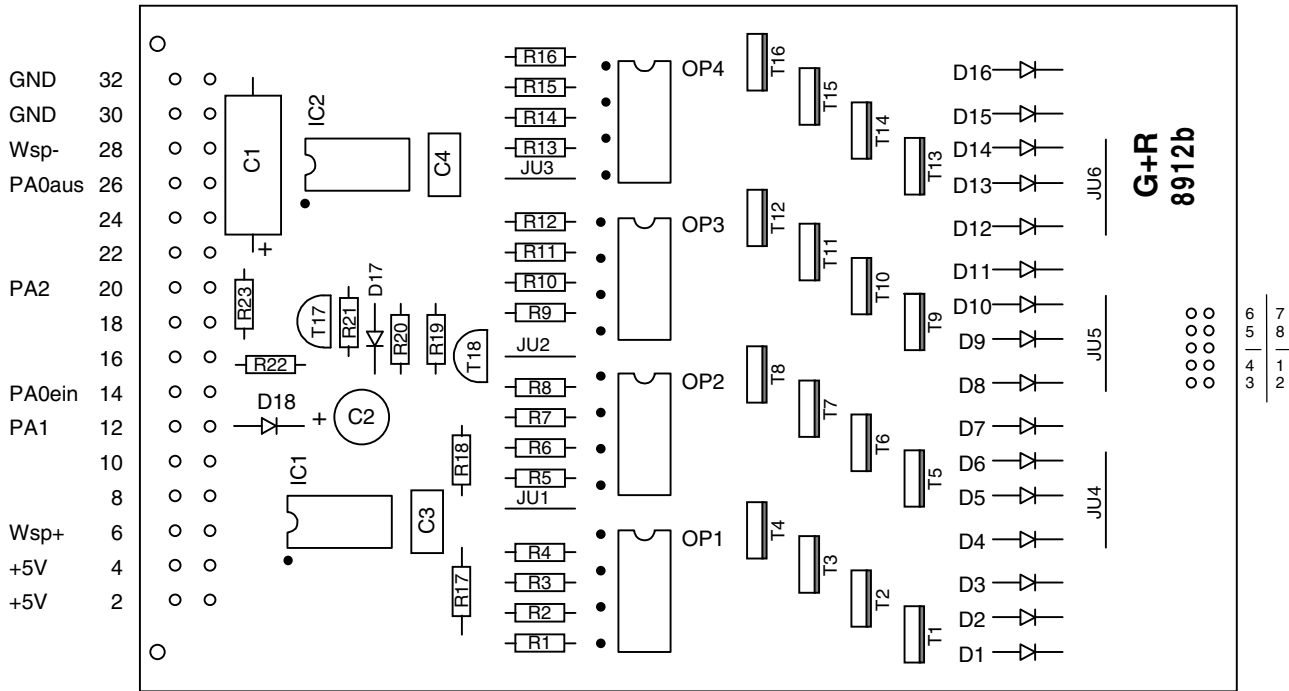 GND 32
GND 30
Wsp- 28
PA0aus 26
24
22
PA2 20
18
16
PA0ein 14
PA1 12
10
8
Wsp+ 6
+5V 4
+5V 2
C1
+
IC2
C4
R23
T17
R21
D17
R20
R19
T18
R22
D18
+
C2
IC1
C3
R18
R17
R16
R15
R14
R13
JU3
R12
R11
R10
R9
JU2
R8
R7
R6
R5
JU1
R4
R3
R2
R1
OP4
OP3
OP2
OP1
T16
T15
T14
T13
T12
T11
T10
T9
T8
T7
T6
T5
T4
T3
T2
T1
D16
D15
D14
D13
D12
D11
D10
D9
D8
D7
D6
D5
D4
D3
D2
D1
JU6
JU5
JU4
G+R
8912b
6 7
5 8
4 1
3 2